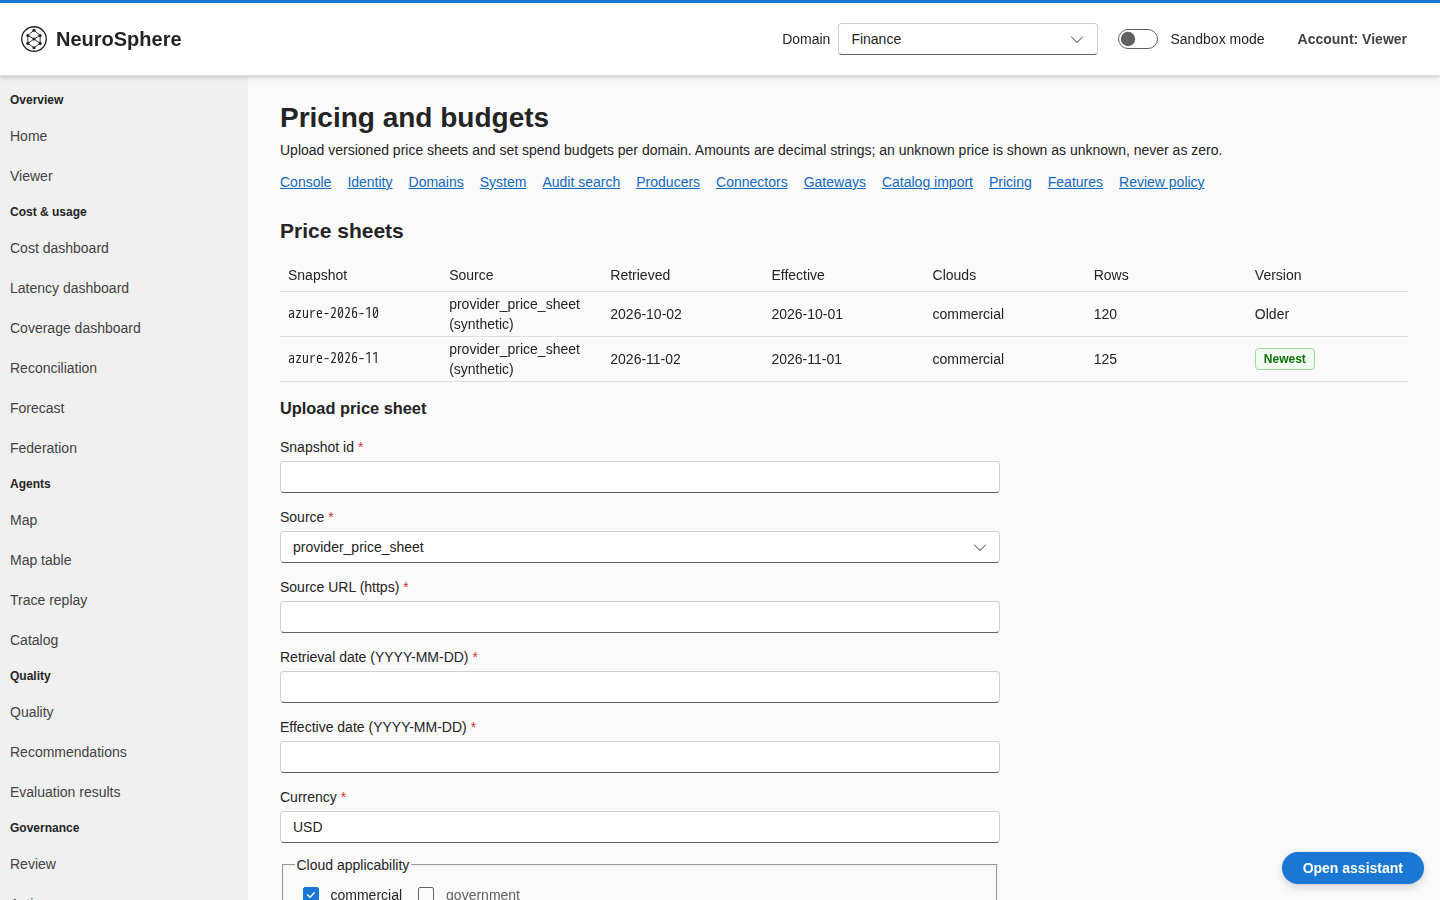 NeuroSphere
Domain
Finance
Sandbox mode
Account: Viewer
Overview
Home
Viewer
Cost & usage
Cost dashboard
Latency dashboard
Coverage dashboard
Reconciliation
Forecast
Federation
Agents
Map
Map table
Trace replay
Catalog
Quality
Quality
Recommendations
Evaluation results
Governance
Review
Pricing and budgets
Upload versioned price sheets and set spend budgets per domain. Amounts are decimal strings; an unknown price is shown as unknown, never as zero.
Console Identity Domains System Audit search Producers Connectors Gateways Catalog import Pricing Features Review policy
Price sheets
Snapshot Source Retrieved Effective Clouds Rows Version
azure-2026-10 provider_price_sheet (synthetic) 2026-10-02 2026-10-01 commercial 120 Older
azure-2026-11 provider_price_sheet (synthetic) 2026-11-02 2026-11-01 commercial 125 Newest
Upload price sheet
Snapshot id *
Source *
provider_price_sheet
Source URL (https) *
Retrieval date (YYYY-MM-DD) *
Effective date (YYYY-MM-DD) *
Currency *
USD
Cloud applicability
commercial government
Open assistant